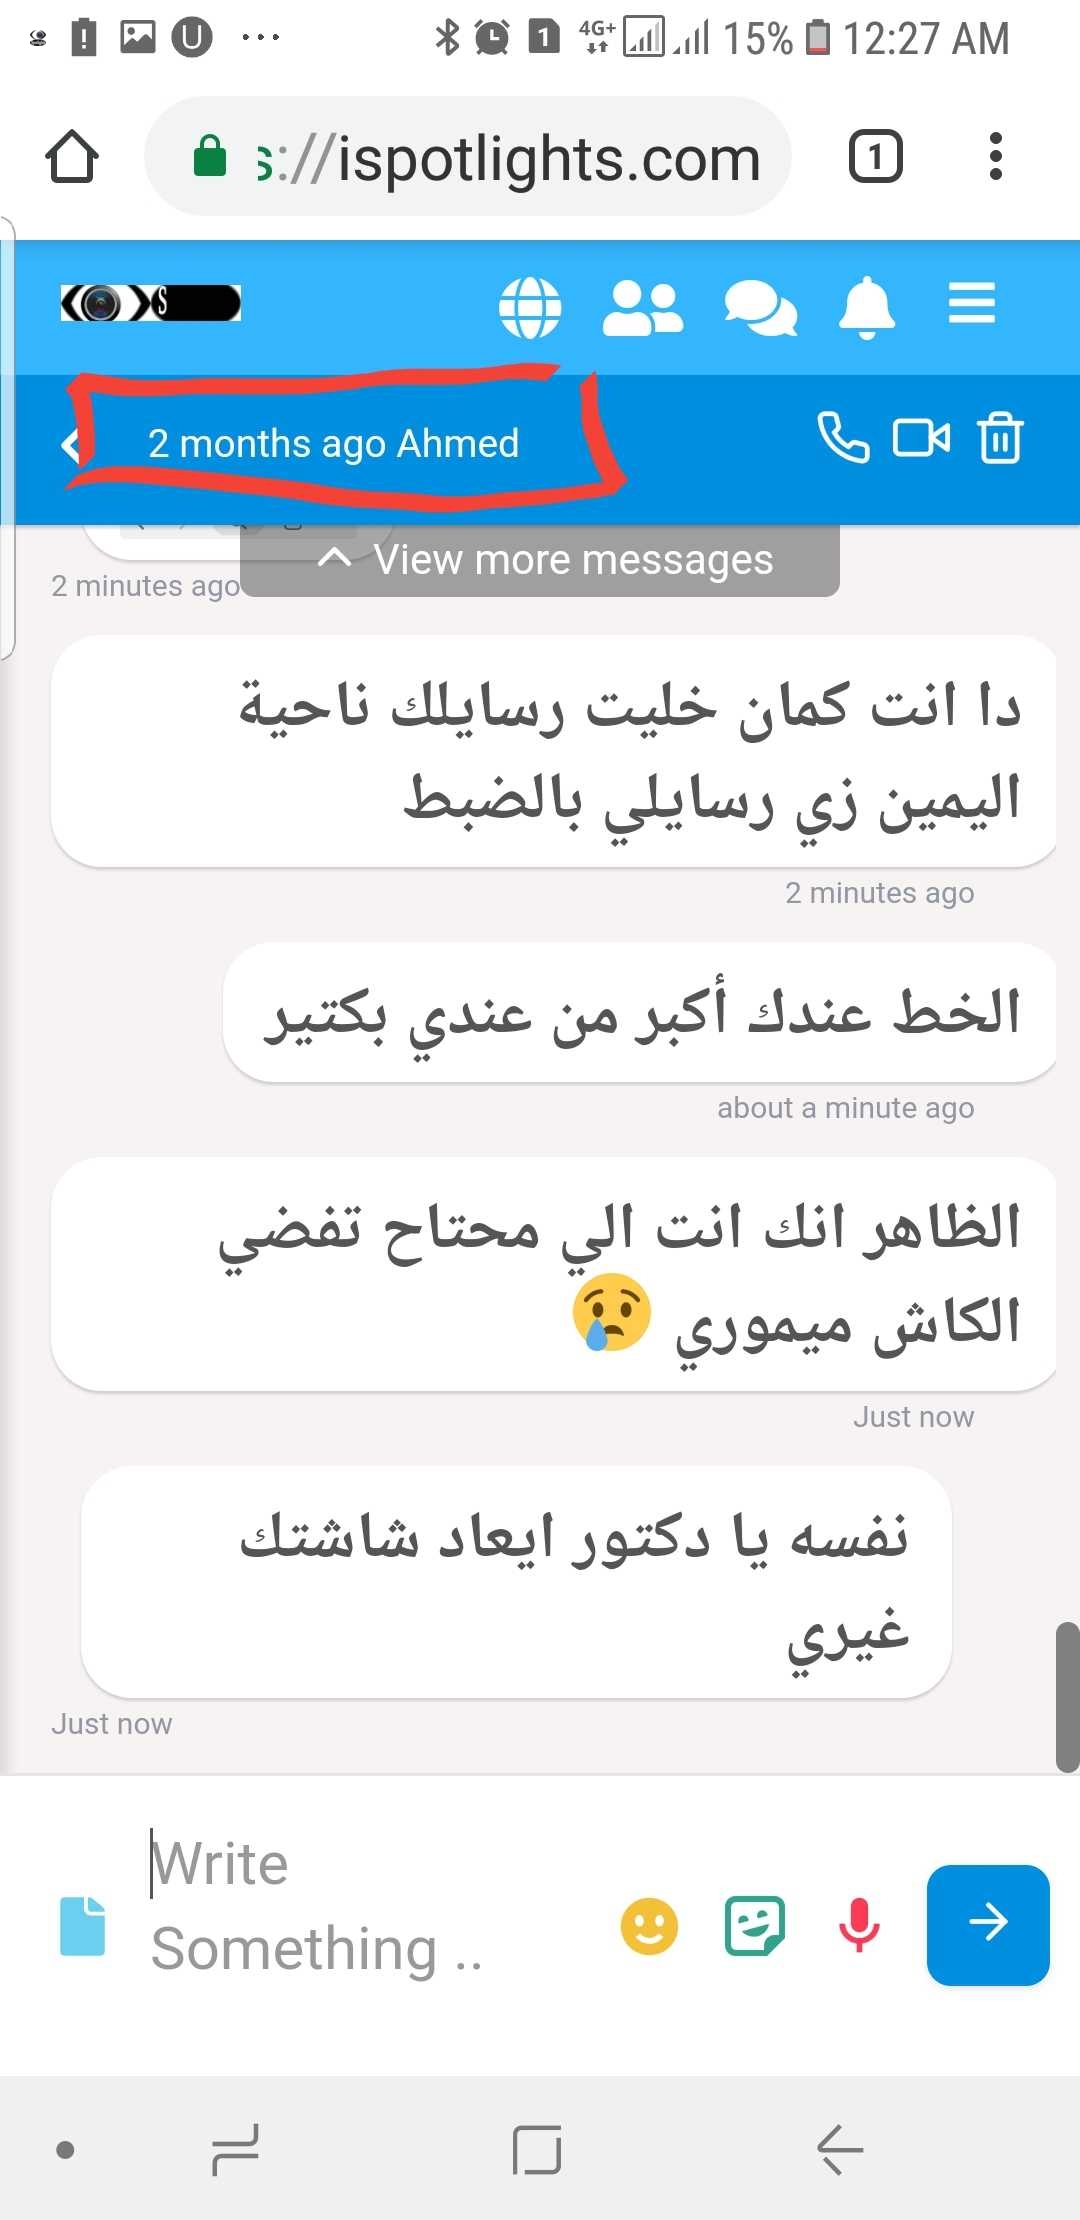 15% 12:27 AM
4G+
1
U
s://ispotlights.com
1
S
2 months ago Ahmed
View more messages
2 minutes ago
دا انت كمان خليت رسايلك ناحية
اليمين زي رسايلي بالضبط
2 minutes ago
الخط عندك أكبر من عندي بكتير
about a minute ago
الظاهر انك انت الي محتاح تفضي
الكاش ميموري 😢
Just now
نفسه يا دكتور ايعاد شاشتك
غيري
Just now
Write
Something ..